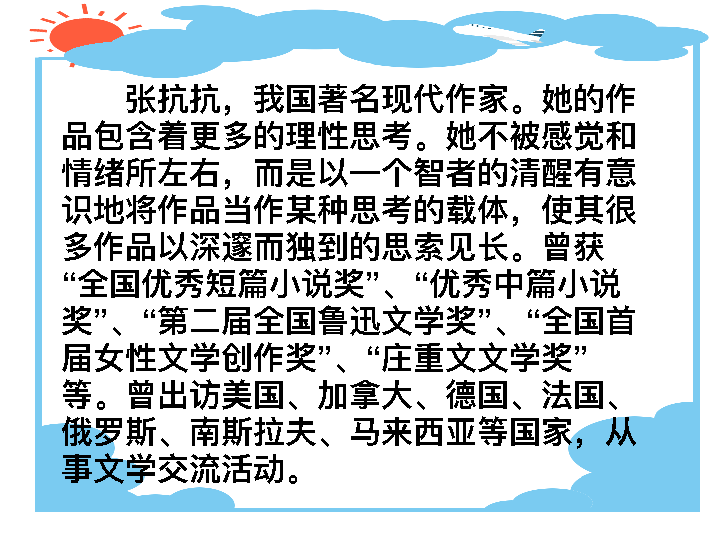 张抗抗，我国著名现代作家。她的作
品包含着更多的理性思考。她不被感觉和
情绪所左右，而是以一个智者的清醒有意
识地将作品当作某种思考的载体，使其很
多作品以深邃而独到的思索见长。曾获
“全国优秀短篇小说奖”、“优秀中篇小说
奖”、“第二届全国鲁迅文学奖”、“全国首
届女性文学创作奖”、“庄重文文学奖”
等。曾出访美国、加拿大、德国、法国、
俄罗斯、南斯拉夫、马来西亚等国家，从
事文学交流活动。